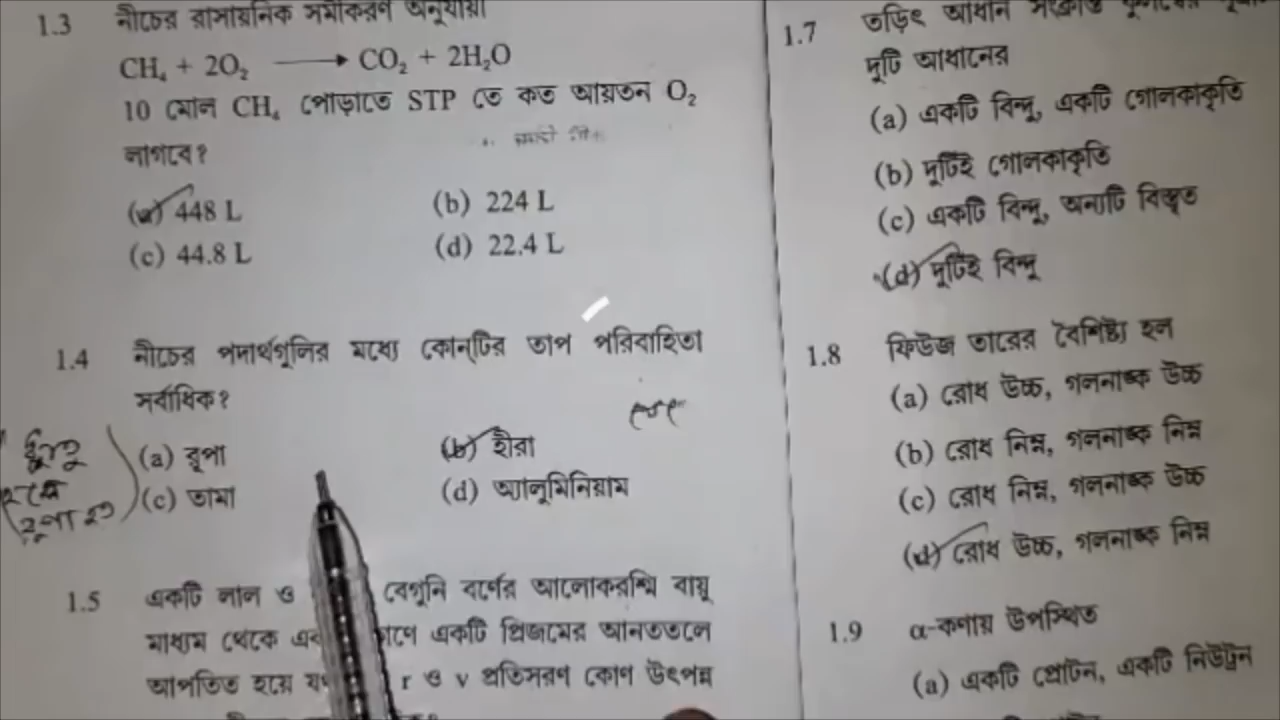 1.3 নীচের রাসায়নিক সমীকরণ অনুযায়ী
CH₄ + 2O₂ ⟶ CO₂ + 2H₂O
10 মোল CH₄ পোড়াতে STP তে কত আয়তন O₂
লাগবে?
(a) 448 L (b) 224 L
(c) 44.8 L (d) 22.4 L
1.4 নীচের পদার্থগুলির মধ্যে কোন্‌টির তাপ পরিবাহিতা
সর্বাধিক?
(a) রূপা (b) হীরা
(c) তামা (d) অ্যালুমিনিয়াম
1.5 একটি লাল ও বেগুনি বর্ণের আলোকরশ্মি বায়ু
মাধ্যম থেকে একটি প্রিজমের আনততলে
আপতিত হয়ে r ও v প্রতিসরণ কোণ উৎপন্ন
1.7 তড়িৎ আধান সংক্রান্ত
দুটি আধানের
(a) একটি বিন্দু, একটি গোলকাকৃতি
(b) দুটিই গোলকাকৃতি
(c) একটি বিন্দু, অন্যটি বিস্তৃত
(d) দুটিই বিন্দু
1.8 ফিউজ তারের বৈশিষ্ট্য হল
(a) রোধ উচ্চ, গলনাঙ্ক উচ্চ
(b) রোধ নিম্ন, গলনাঙ্ক নিম্ন
(c) রোধ নিম্ন, গলনাঙ্ক উচ্চ
(d) রোধ উচ্চ, গলনাঙ্ক নিম্ন
1.9 α-কণায় উপস্থিত
(a) একটি প্রোটন, একটি নিউট্রন